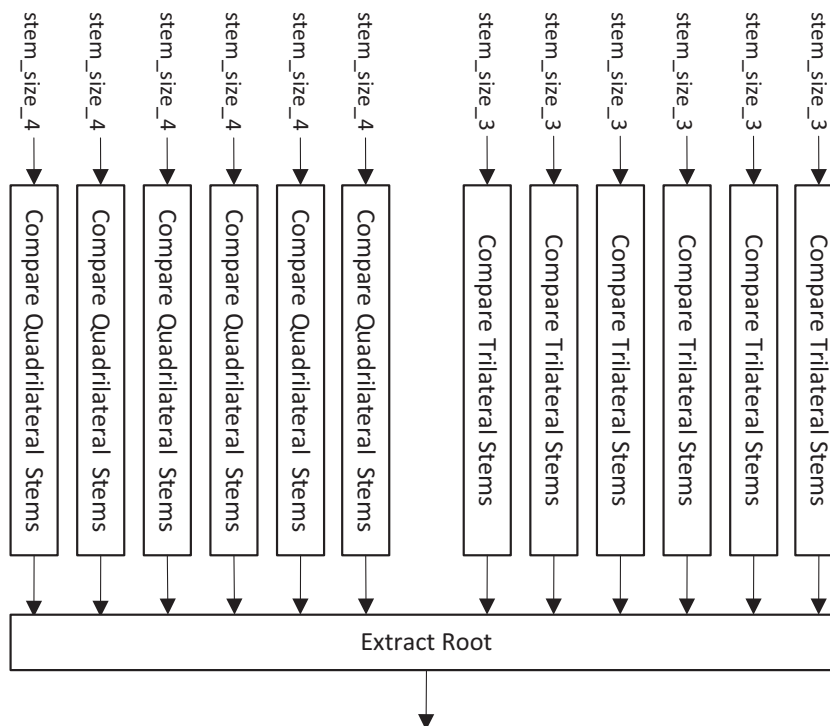 stem_size_4
stem_size_4
stem_size_4
stem_size_4
stem_size_4
stem_size_4
stem_size_3
stem_size_3
stem_size_3
stem_size_3
stem_size_3
stem_size_3
Compare Quadrilateral Stems
Compare Quadrilateral Stems
Compare Quadrilateral Stems
Compare Quadrilateral Stems
Compare Quadrilateral Stems
Compare Quadrilateral Stems
Compare Trilateral Stems
Compare Trilateral Stems
Compare Trilateral Stems
Compare Trilateral Stems
Compare Trilateral Stems
Compare Trilateral Stems
Extract Root